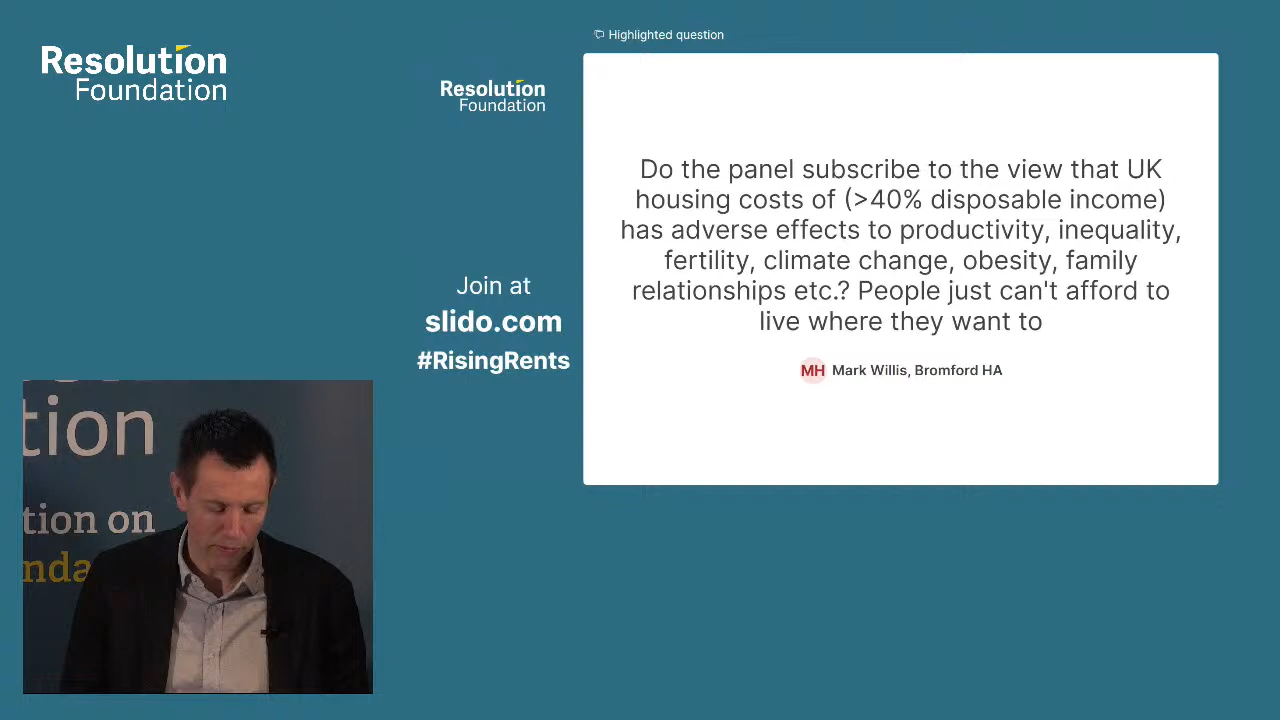 Resolution
Foundation
Highlighted question
Resolution
Foundation
Do the panel subscribe to the view that UK
housing costs of (>40% disposable income)
has adverse effects to productivity, inequality,
fertility, climate change, obesity, family
relationships etc.? People just can't afford to
live where they want to
MH Mark Willis, Bromford HA
Join at
slido.com
#RisingRents
tion
tion on
nda